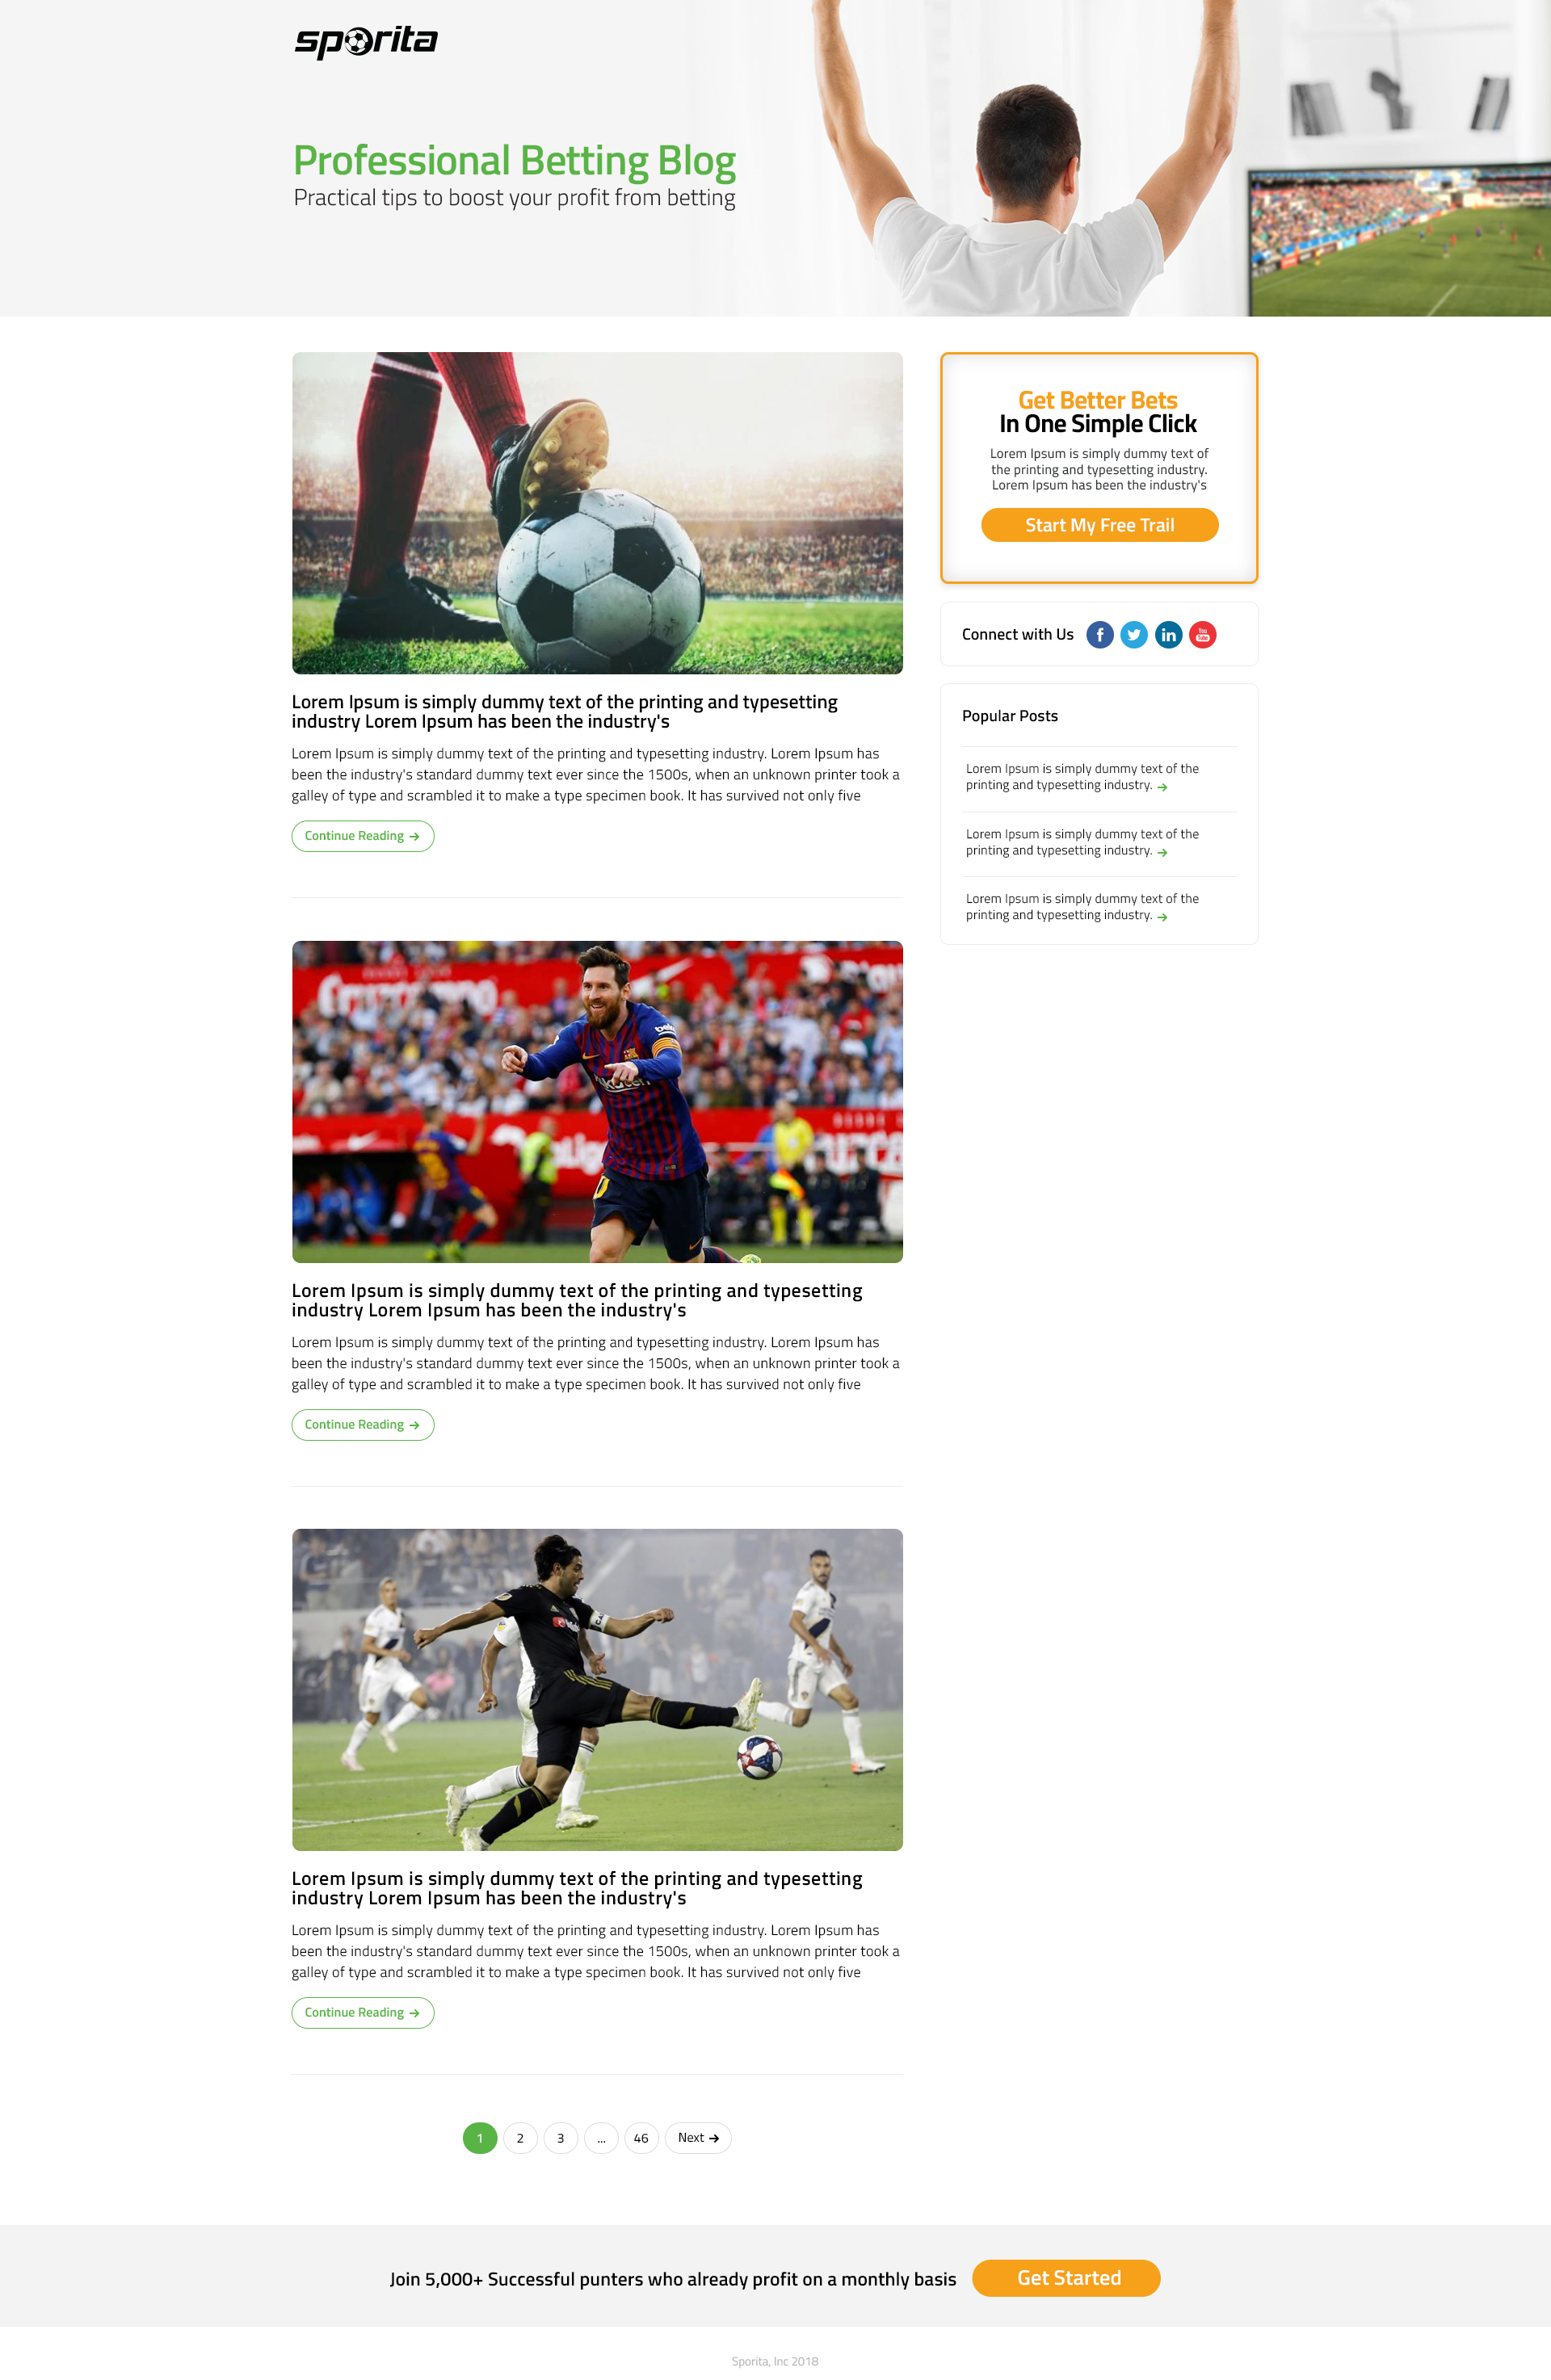 sporita
Professional Betting Blog
Practical tips to boost your profit from betting
Lorem Ipsum is simply dummy text of the printing and typesetting
industry Lorem Ipsum has been the industry's
Lorem Ipsum is simply dummy text of the printing and typesetting industry. Lorem Ipsum has
been the industry's standard dummy text ever since the 1500s, when an unknown printer took a
galley of type and scrambled it to make a type specimen book. It has survived not only five
Continue Reading →
Lorem Ipsum is simply dummy text of the printing and typesetting
industry Lorem Ipsum has been the industry's
Lorem Ipsum is simply dummy text of the printing and typesetting industry. Lorem Ipsum has
been the industry's standard dummy text ever since the 1500s, when an unknown printer took a
galley of type and scrambled it to make a type specimen book. It has survived not only five
Continue Reading →
Lorem Ipsum is simply dummy text of the printing and typesetting
industry Lorem Ipsum has been the industry's
Lorem Ipsum is simply dummy text of the printing and typesetting industry. Lorem Ipsum has
been the industry's standard dummy text ever since the 1500s, when an unknown printer took a
galley of type and scrambled it to make a type specimen book. It has survived not only five
Continue Reading →
1 2 3 ... 46 Next →
Get Better Bets
In One Simple Click
Lorem Ipsum is simply dummy text of
the printing and typesetting industry.
Lorem Ipsum has been the industry's
Start My Free Trail
Connect with Us f in You Tube
Popular Posts
Lorem Ipsum is simply dummy text of the
printing and typesetting industry. →
Lorem Ipsum is simply dummy text of the
printing and typesetting industry. →
Lorem Ipsum is simply dummy text of the
printing and typesetting industry. →
Join 5,000+ Successful punters who already profit on a monthly basis Get Started
Sporita, Inc 2018